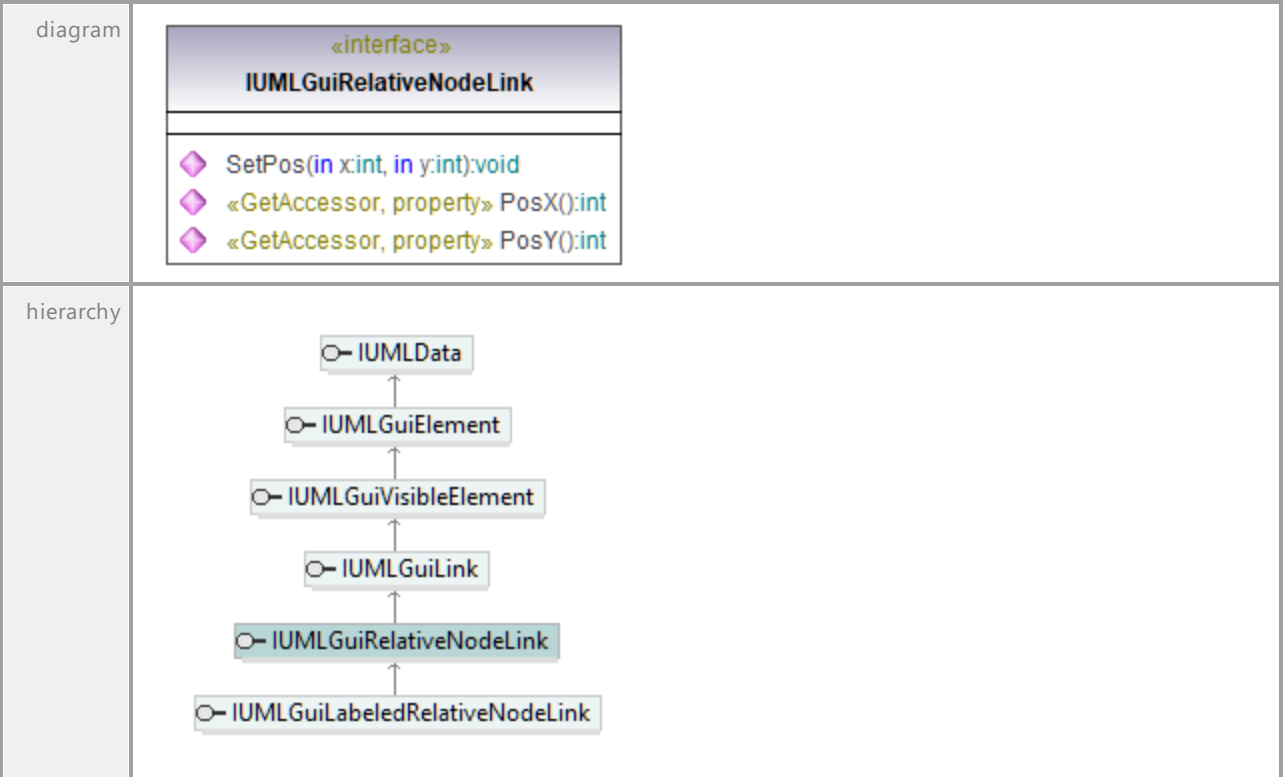 diagram
«interface»
IUMLGuiRelativeNodeLink
SetPos(in x:int, in y:int):void
«GetAccessor, property» PosX():int
«GetAccessor, property» PosY():int
hierarchy
IUMLData
IUMLGuiElement
IUMLGuiVisibleElement
IUMLGuiLink
IUMLGuiRelativeNodeLink
IUMLGuiLabeledRelativeNodeLink